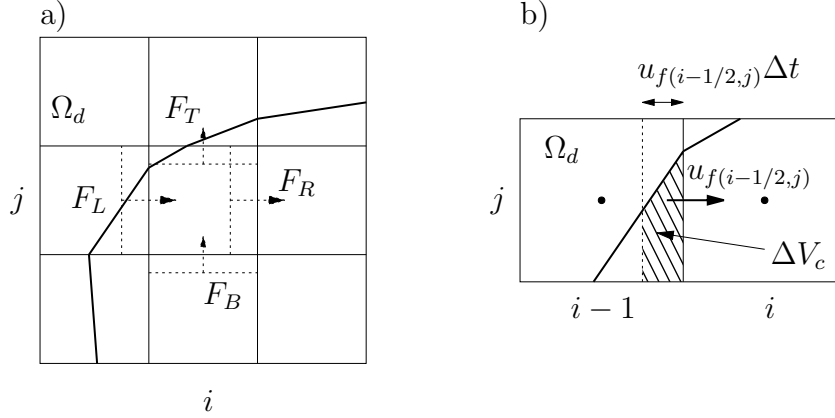 a)
Ω_d
F_T
F_L
F_R
F_B
j
i
b)
u_{f(i−1/2,j)}Δt
Ω_d
u_{f(i−1/2,j)}
j
ΔV_c
i − 1
i